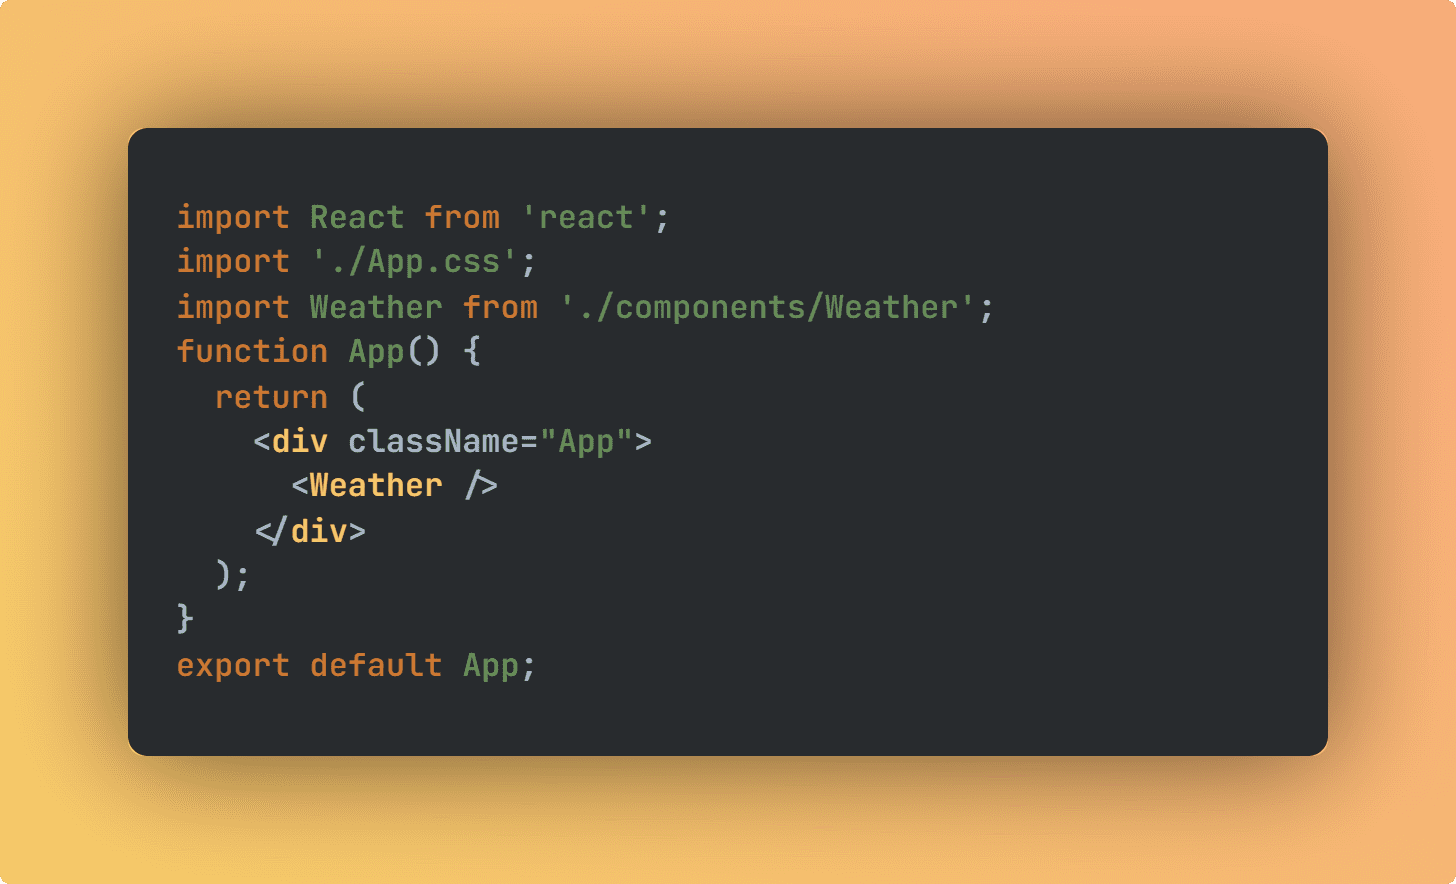 import React from 'react';
import './App.css';
import Weather from './components/Weather';
function App() {
  return (
    <div className="App">
      <Weather />
    </div>
  );
}
export default App;